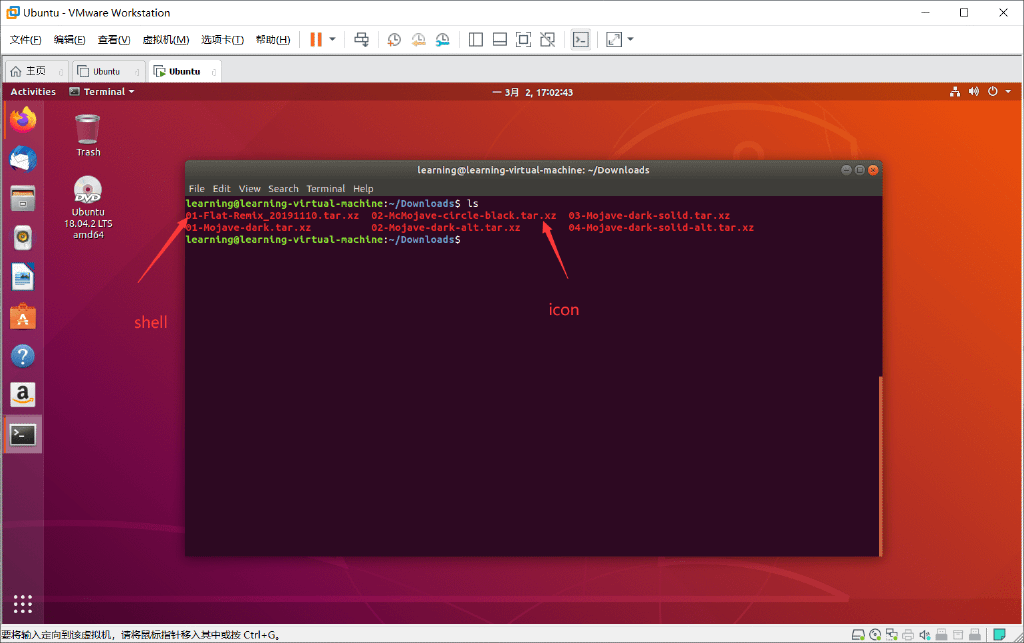 Ubuntu - VMware Workstation
文件(F) 编辑(E) 查看(V) 虚拟机(M) 选项卡(T) 帮助(H)
主页 Ubuntu Ubuntu
Activities Terminal 一 3月 2, 17:02:43
Trash
DVD
Ubuntu
18.04.2 LTS
amd64
learning@learning-virtual-machine: ~/Downloads
File Edit View Search Terminal Help
learning@learning-virtual-machine:~/Downloads$ ls
01-Flat-Remix_20191110.tar.xz 02-McMojave-circle-black.tar.xz 03-Mojave-dark-solid.tar.xz
01-Mojave-dark.tar.xz 02-Mojave-dark-alt.tar.xz 04-Mojave-dark-solid-alt.tar.xz
learning@learning-virtual-machine:~/Downloads$
shell
icon
要将输入定向到该虚拟机，请将鼠标指针移入其中或按 Ctrl+G。